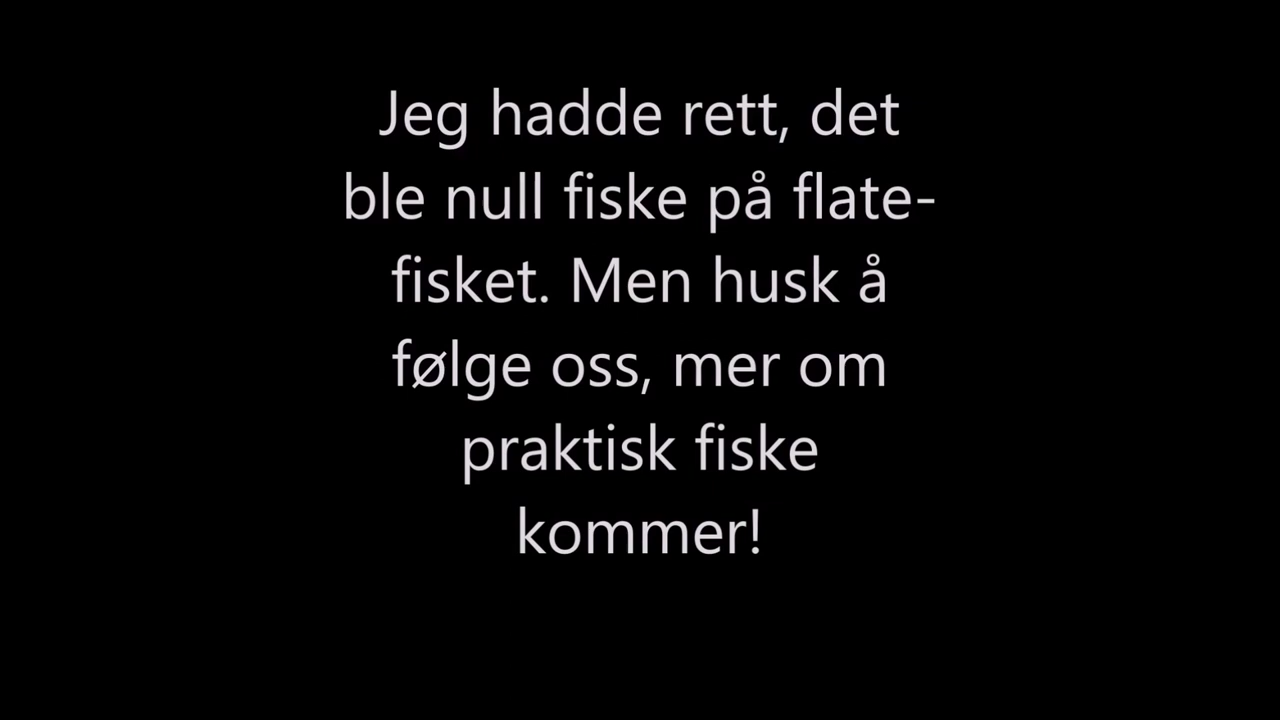 Jeg hadde rett, det
ble null fiske på flate-
fisket. Men husk å
følge oss, mer om
praktisk fiske
kommer!